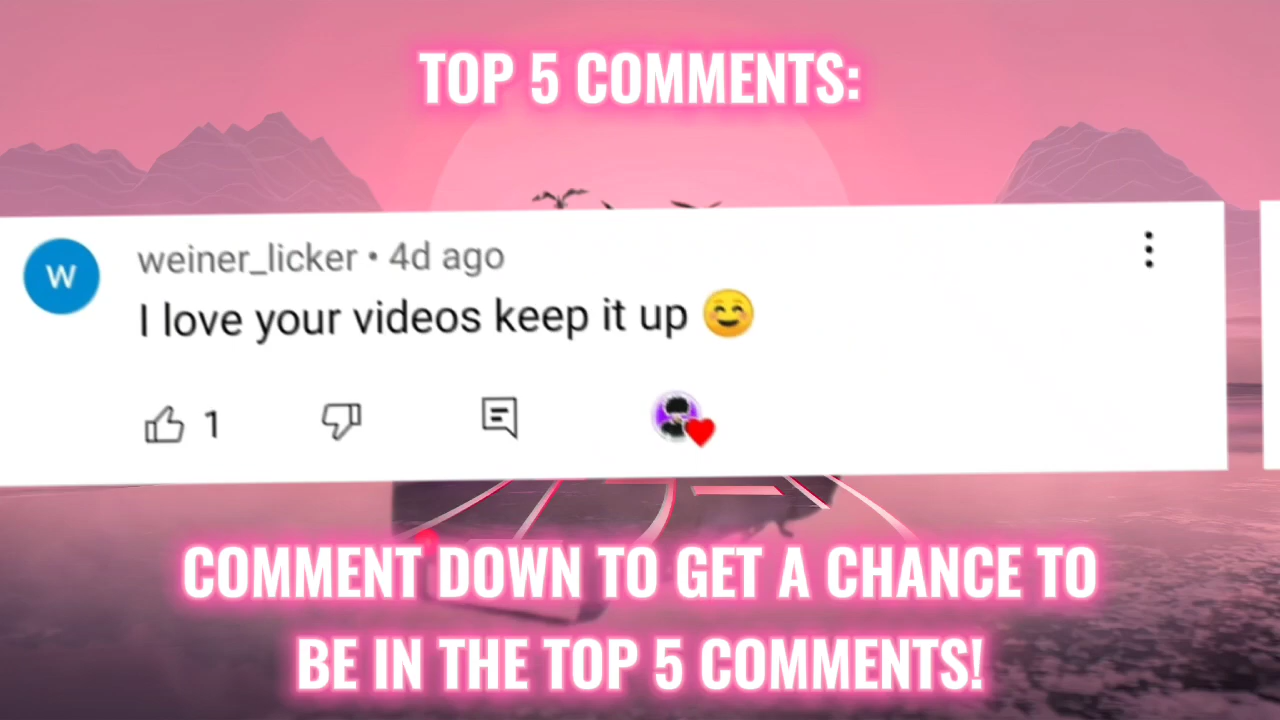 TOP 5 COMMENTS:
W
weiner_licker • 4d ago
I love your videos keep it up 😊
1
COMMENT DOWN TO GET A CHANCE TO
BE IN THE TOP 5 COMMENTS!